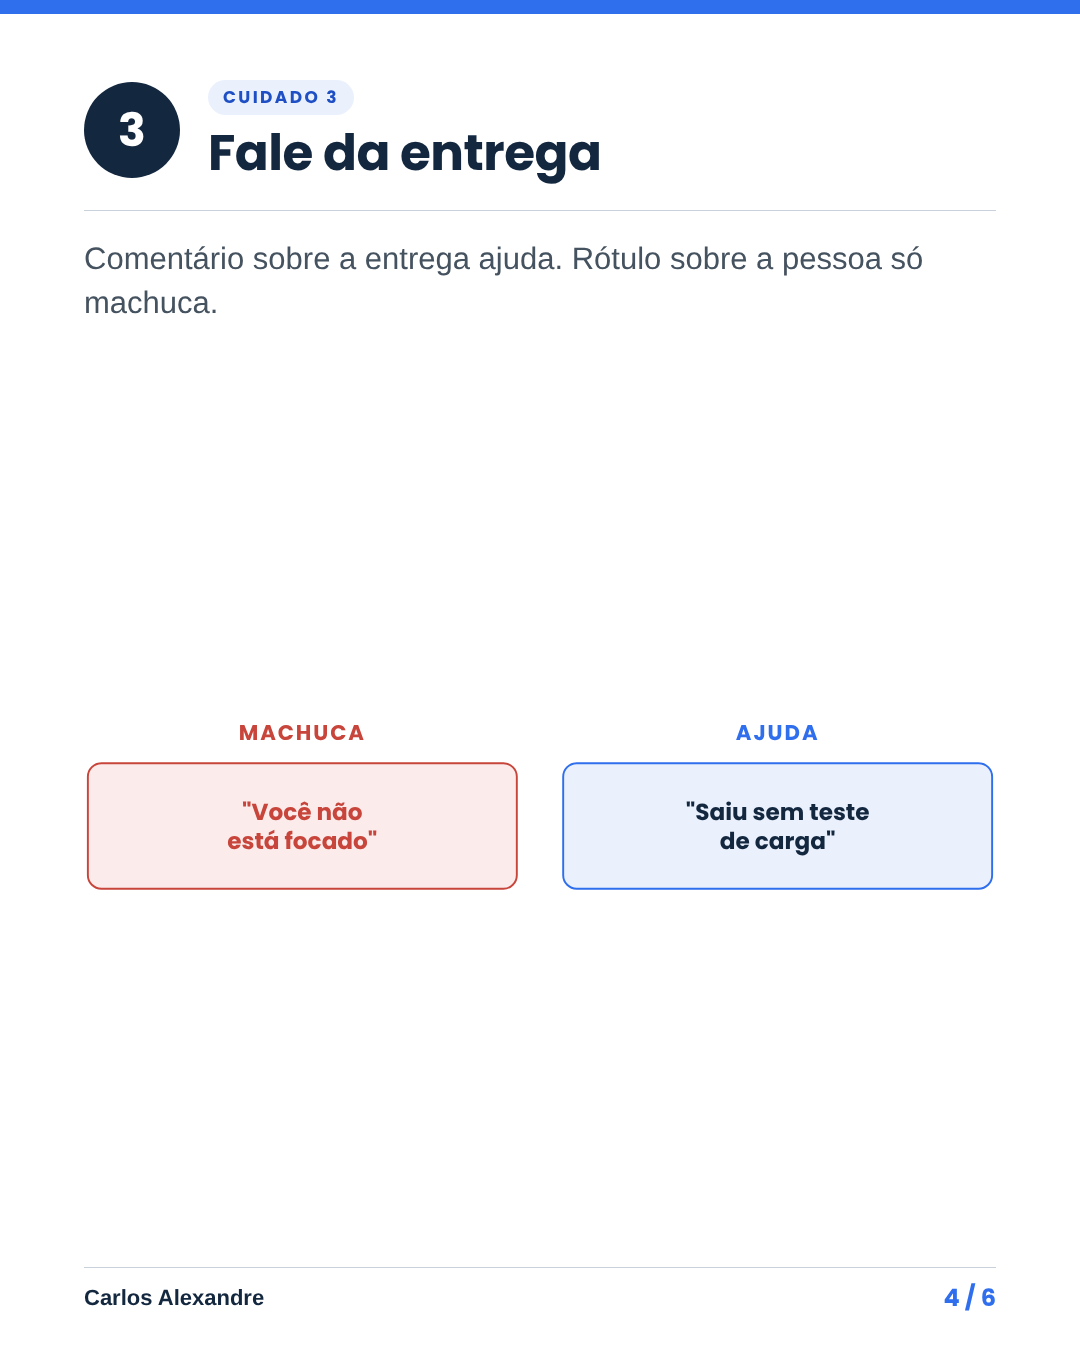 3
CUIDADO 3
Fale da entrega
Comentário sobre a entrega ajuda. Rótulo sobre a pessoa só
machuca.
MACHUCA
"Você não
está focado"
AJUDA
"Saiu sem teste
de carga"
Carlos Alexandre
4 / 6